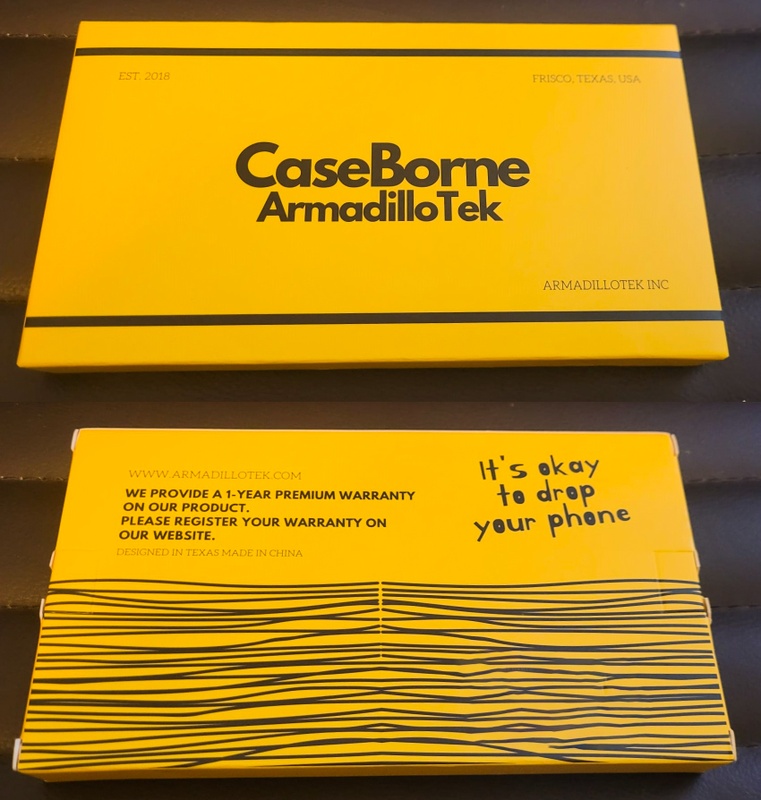 EST. 2018
FRISCO, TEXAS, USA
CaseBorne
ArmadilloTek
ARMADILLOTEK INC
WWW.ARMADILLOTEK.COM
WE PROVIDE A 1-YEAR PREMIUM WARRANTY
ON OUR PRODUCT.
PLEASE REGISTER YOUR WARRANTY ON
OUR WEBSITE.
DESIGNED IN TEXAS MADE IN CHINA
It's okay
to drop
your phone